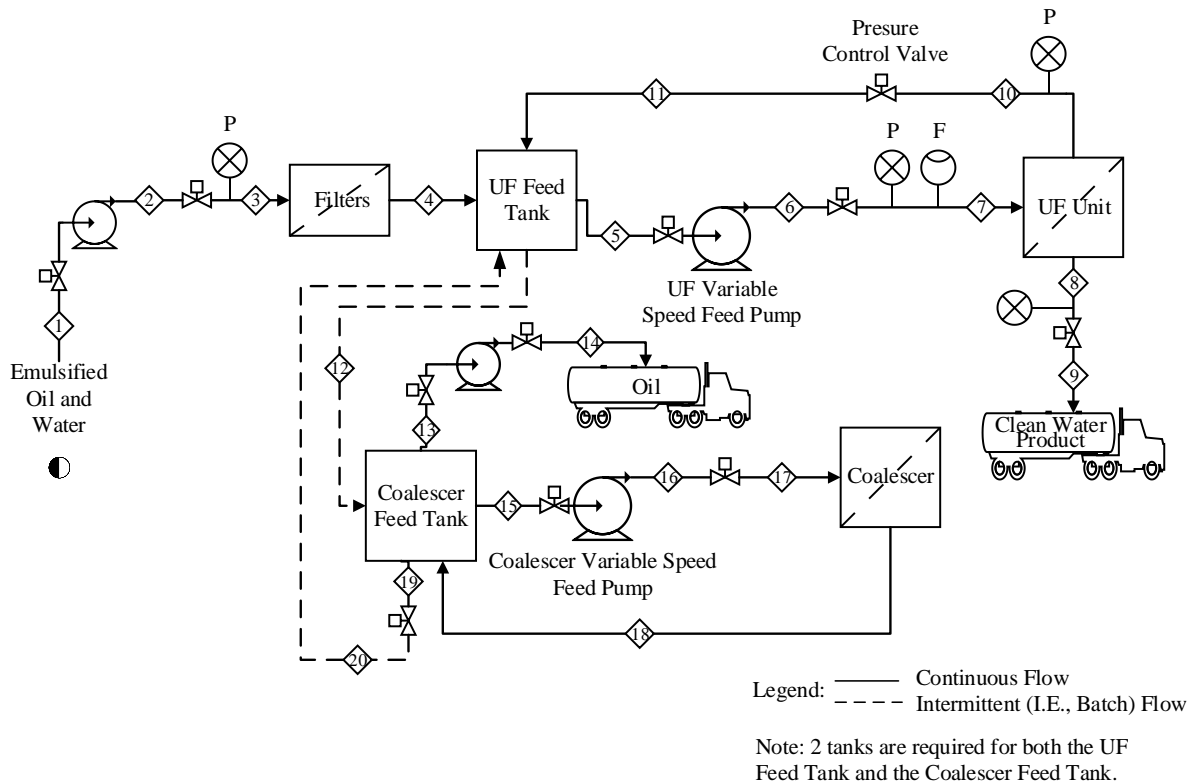 Presure
Control Valve
P
11
10
P
P
F
2
3
Filters
4
UF Feed
Tank
6
7
UF Unit
5
UF Variable
Speed Feed Pump
8
1
Emulsified
Oil and
Water
12
14
Oil
9
Clean Water
Product
13
Coalescer
Feed Tank
15
16
17
Coalescer
Coalescer Variable Speed
Feed Pump
19
18
20
Legend:
Continuous Flow
Intermittent (I.E., Batch) Flow
Note: 2 tanks are required for both the UF
Feed Tank and the Coalescer Feed Tank.